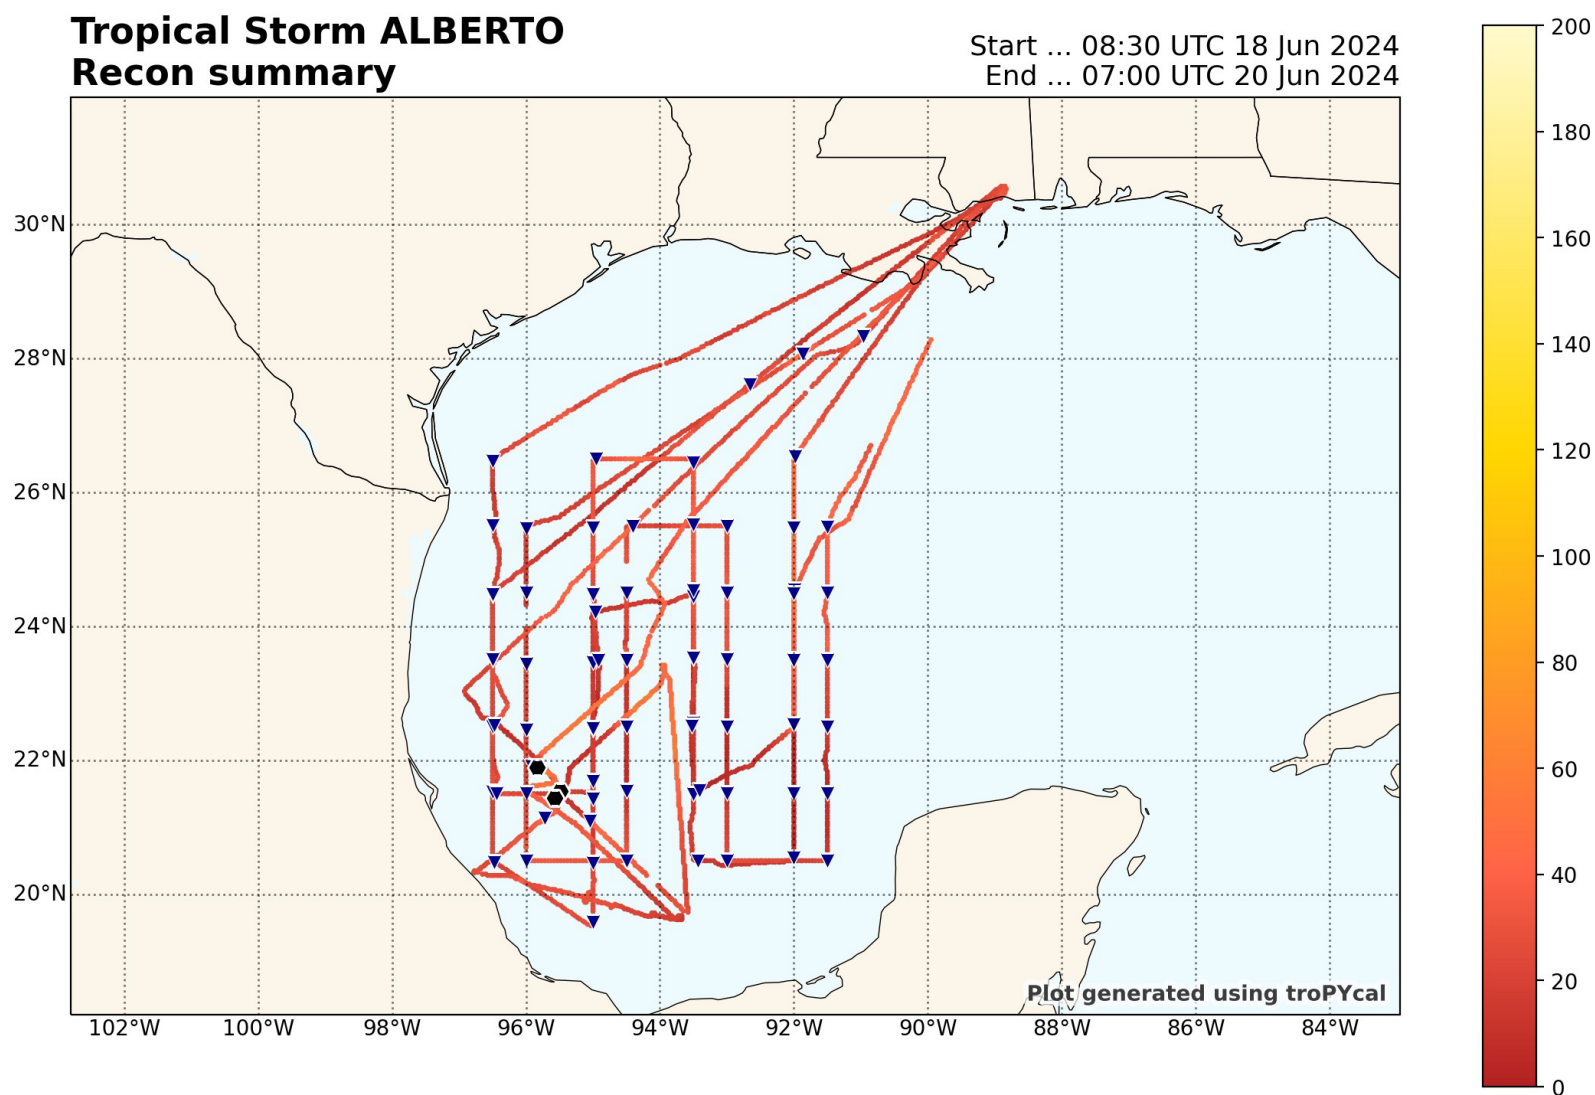 Tropical Storm ALBERTO
Recon summary
Start ... 08:30 UTC 18 Jun 2024
End ... 07:00 UTC 20 Jun 2024
200
180
160
140
120
100
80
60
40
20
0
30°N
28°N
26°N
24°N
22°N
20°N
Plot generated using troPYcal
102°W 100°W 98°W 96°W 94°W 92°W 90°W 88°W 86°W 84°W